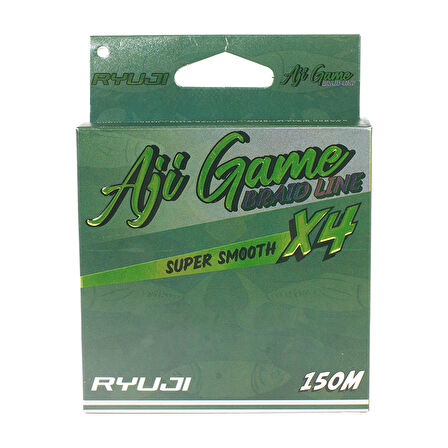 RYUJI Aji Game
BRAID LINE
Aji Game
BRAID LINE
SUPER SMOOTH X4
RYUJI 150M